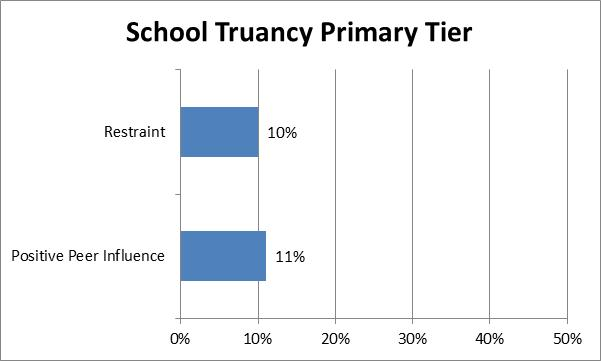 School Truancy Primary Tier
Restraint
10%
Positive Peer Influence
11%
0% 10% 20% 30% 40% 50%